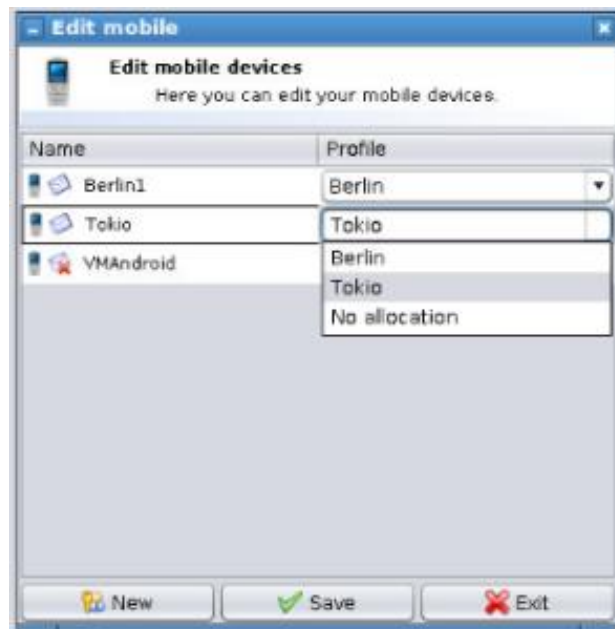 Edit mobile
Edit mobile devices
Here you can edit your mobile devices.
Name Profile
Berlin1 Berlin
Tokio Tokio
Berlin
VMAndroid
Tokio
No allocation
New Save Exit